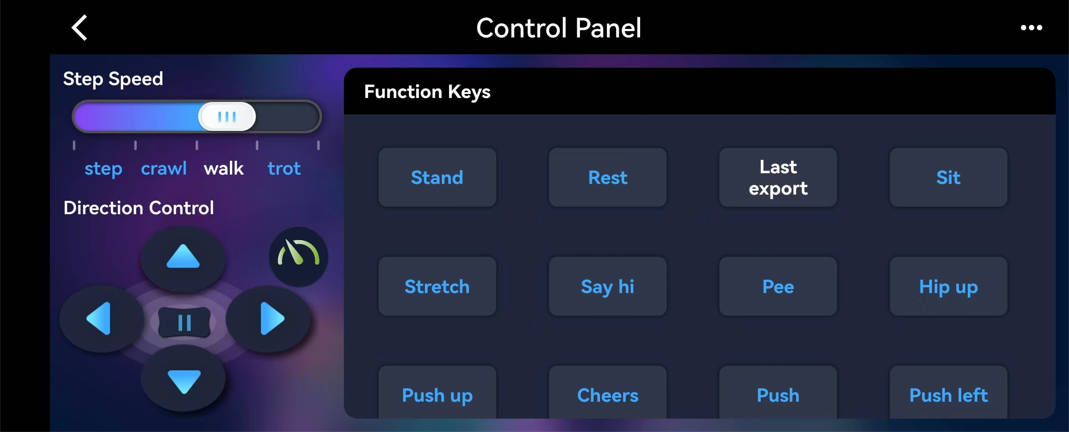 Control Panel
Step Speed
step crawl walk trot
Direction Control
Function Keys
Stand Rest Last export Sit
Stretch Say hi Pee Hip up
Push up Cheers Push Push left